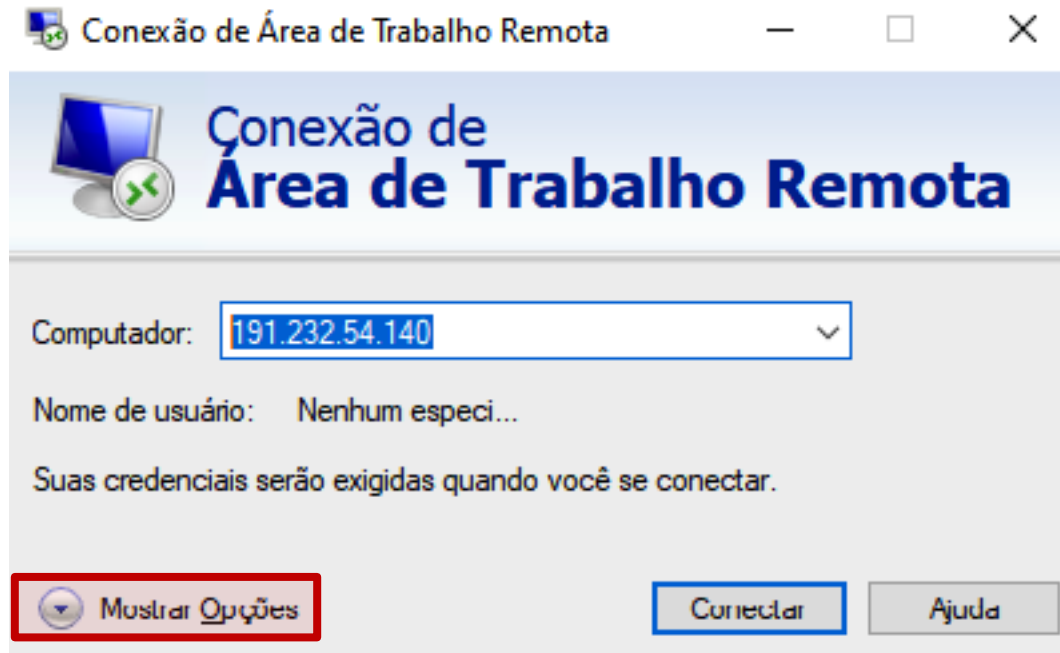 Conexão de Área de Trabalho Remota
Conexão de
Área de Trabalho Remota
Computador: 191.232.54.140
Nome de usuário: Nenhum especi...
Suas credenciais serão exigidas quando você se conectar.
Mostrar Opções Conectar Ajuda